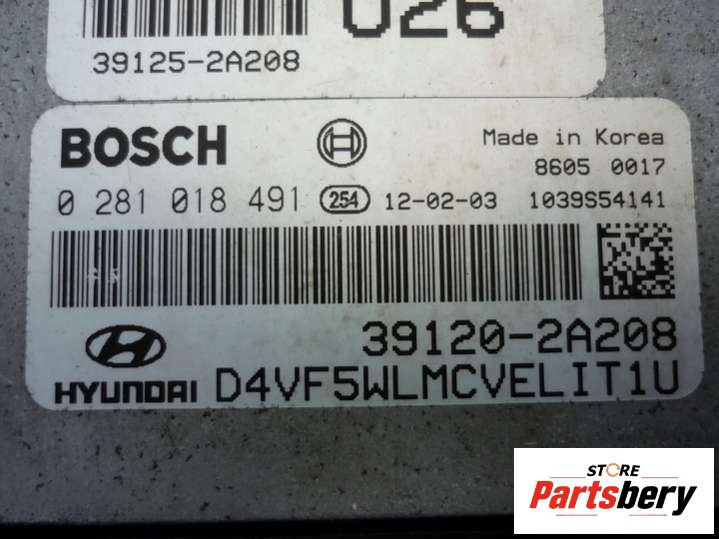 026
39125-2A208
BOSCH
Made in Korea
8605 0017
0 281 018 491 254 12-02-03 1039S54141
39120-2A208
HYUNDAI D4VF5WLMCVELIT1U
STORE
Partsbery